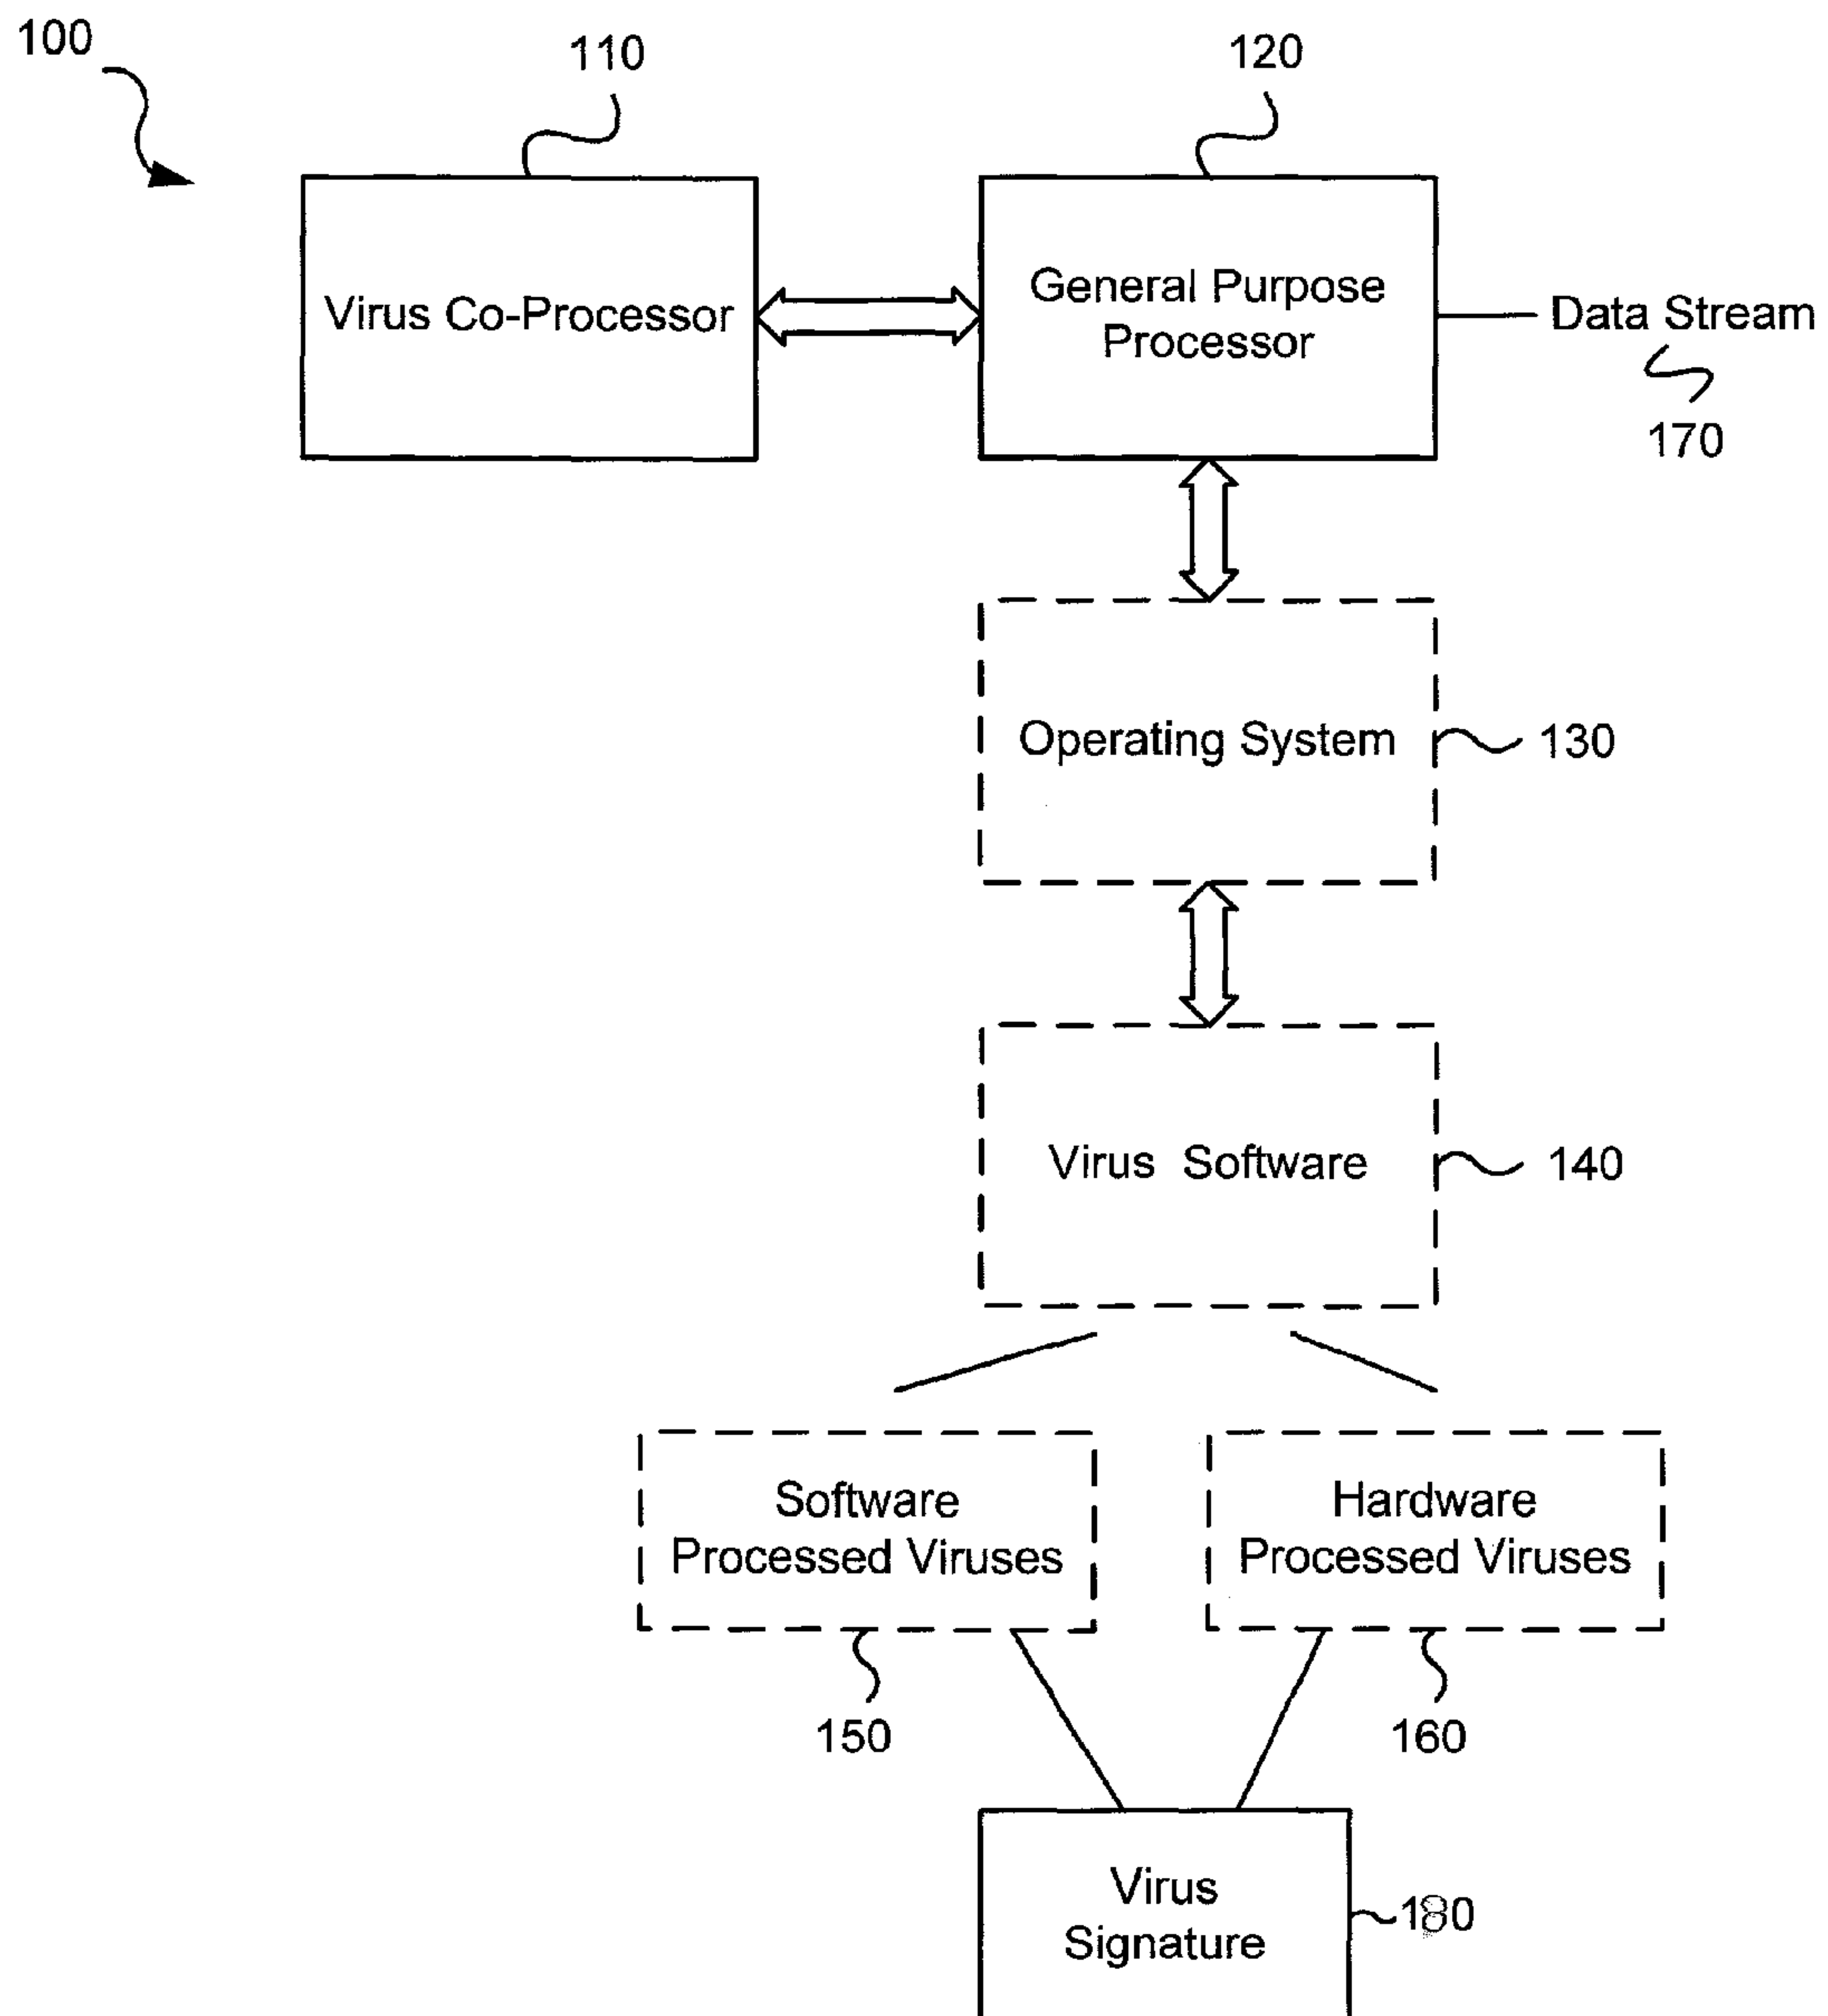 100
110
120
Virus Co-Processor
General Purpose
Processor
Data Stream
170
Operating System
130
Virus Software
140
Software
Processed Viruses
Hardware
Processed Viruses
150
160
Virus
Signature
180